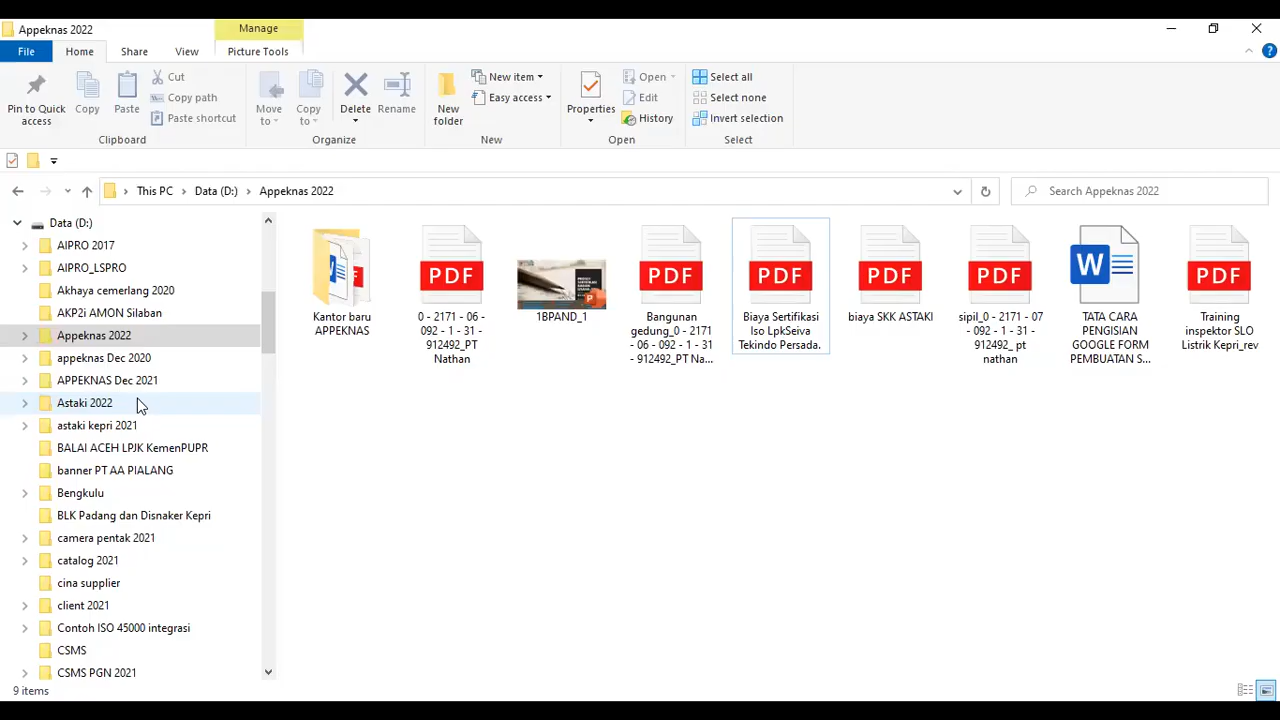 Appeknas 2022
Manage
File
Home
Share
View
Picture Tools
Pin to Quick access
Copy
Paste
Cut
Copy path
Paste shortcut
Clipboard
Move to
Copy to
Delete
Rename
Organize
New folder
New item
Easy access
New
Properties
Open
Edit
History
Open
Select all
Select none
Invert selection
Select
This PC
Data (D:)
Appeknas 2022
Search Appeknas 2022
Data (D:)
AIPRO 2017
AIPRO_LSPRO
Akhaya cemerlang 2020
AKP2i AMON Silaban
Appeknas 2022
appeknas Dec 2020
APPEKNAS Dec 2021
Astaki 2022
astaki kepri 2021
BALAI ACEH LPJK KemenPUPR
banner PT AA PIALANG
Bengkulu
BLK Padang dan Disnaker Kepri
camera pentak 2021
catalog 2021
cina supplier
client 2021
Contoh ISO 45000 integrasi
CSMS
CSMS PGN 2021
Kantor baru
APPEKNAS
PDF
0 - 2171 - 06 -
092 - 1 - 31 -
912492_PT
Nathan
1BPAND_1
PDF
Bangunan
gedung_0 - 2171
- 06 - 092 - 1 - 31
- 912492_PT Na...
PDF
Biaya Sertifikasi
Iso LpkSeiva
Tekindo Persada.
PDF
biaya SKK ASTAKI
PDF
sipil_0 - 2171 - 07
- 092 - 1 - 31 -
912492_ pt
nathan
W
TATA CARA
PENGISIAN
GOOGLE FORM
PEMBUATAN S...
PDF
Training
inspektor SLO
Listrik Kepri_rev
9 items